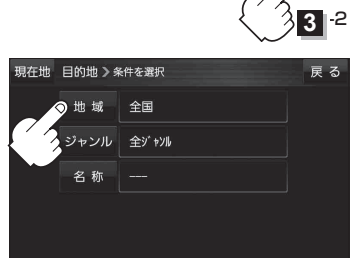 3 -2
現在地 目的地 > 条件を選択 戻る
地域 全国
ジャンル 全ｼﾞｬﾝﾙ
名称 ---